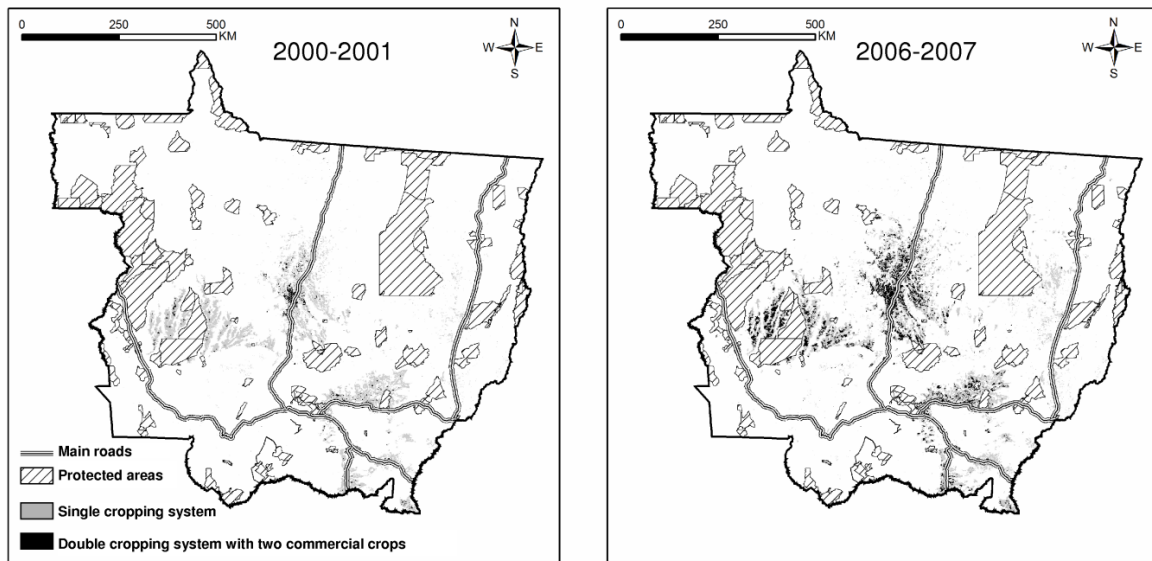 0 250 500
KM
2000-2001
N
W E
S
Main roads
Protected areas
Single cropping system
Double cropping system with two commercial crops
0 250 500
KM
2006-2007
N
W E
S